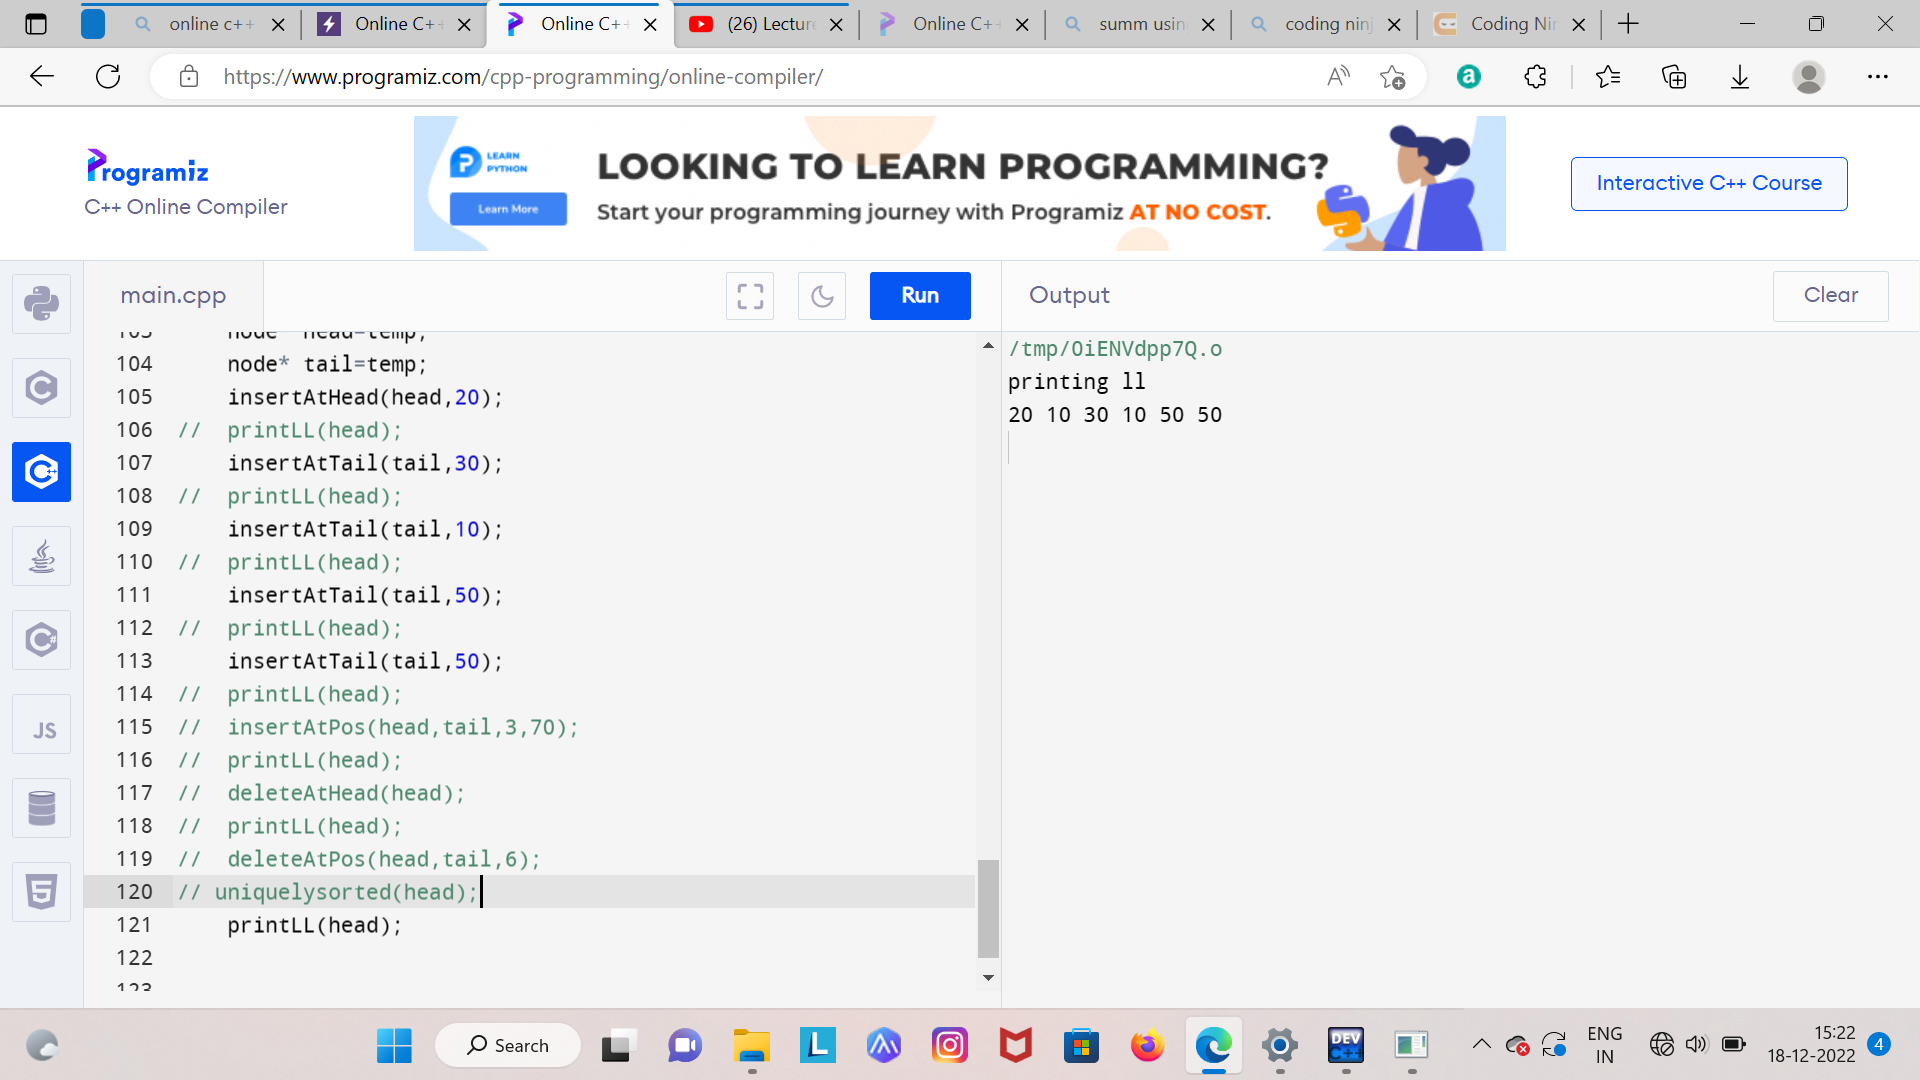 online c++
Online C+
Online C+
(26) Lectur
Online C+
summ usin
coding ninj
Coding Nin
https://www.programiz.com/cpp-programming/online-compiler/
Programiz
C++ Online Compiler
LEARN
PYTHON
Learn More
LOOKING TO LEARN PROGRAMMING?
Start your programming journey with Programiz AT NO COST.
Interactive C++ Course
main.cpp
Run
Output
Clear
103 node* head=temp;
104 node* tail=temp;
105 insertAtHead(head,20);
106 // printLL(head);
107 insertAtTail(tail,30);
108 // printLL(head);
109 insertAtTail(tail,10);
110 // printLL(head);
111 insertAtTail(tail,50);
112 // printLL(head);
113 insertAtTail(tail,50);
114 // printLL(head);
115 // insertAtPos(head,tail,3,70);
116 // printLL(head);
117 // deleteAtHead(head);
118 // printLL(head);
119 // deleteAtPos(head,tail,6);
120 // uniquelysorted(head);
121 printLL(head);
122
123
/tmp/OiENVdpp7Q.o
printing ll
20 10 30 10 50 50
JS
Search
DEV
C++
ENG
IN
15:22
18-12-2022
4